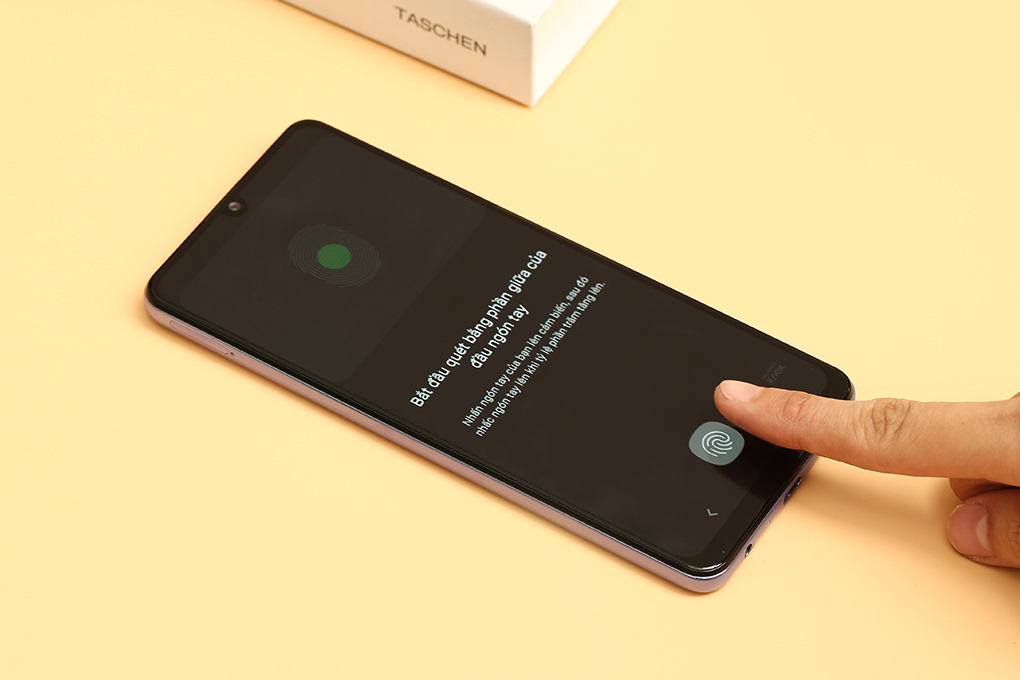 TASCHEN
Bắt đầu quét bằng phần giữa của
đầu ngón tay
Nhấn ngón tay của bạn lên cảm biến, sau đó
nhấc ngón tay lên khi tỷ lệ phần trăm tăng lên.
Knox